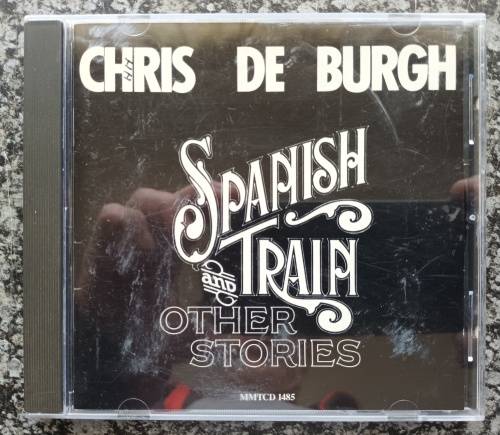 CHRIS DE BURGH
SPANISH
AND TRAIN
OTHER
STORIES
MMTCD 1485